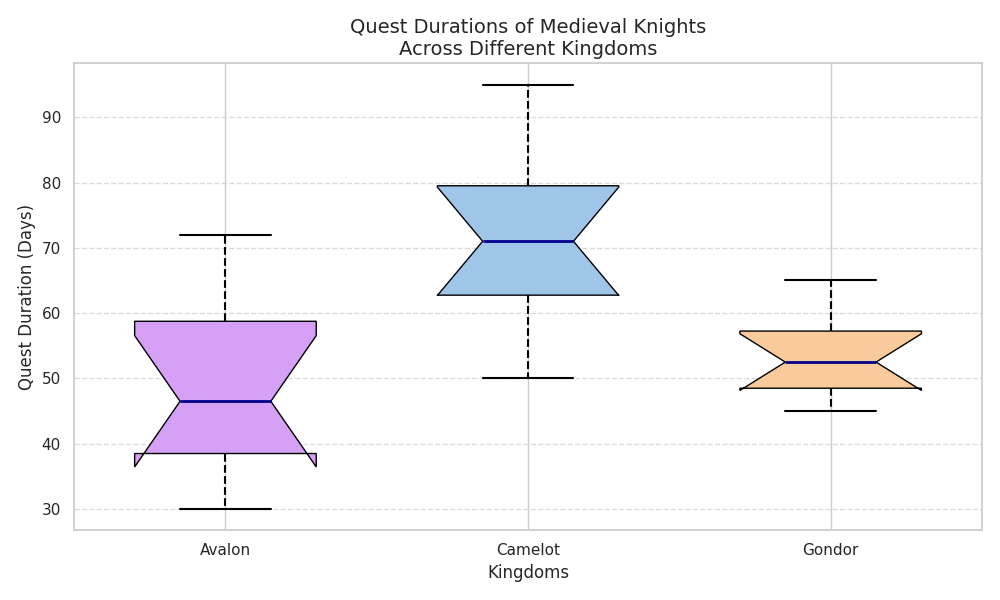 Quest Durations of Medieval Knights
Across Different Kingdoms
Quest Duration (Days)
90
80
70
60
50
40
30
Avalon
Camelot
Gondor
Kingdoms